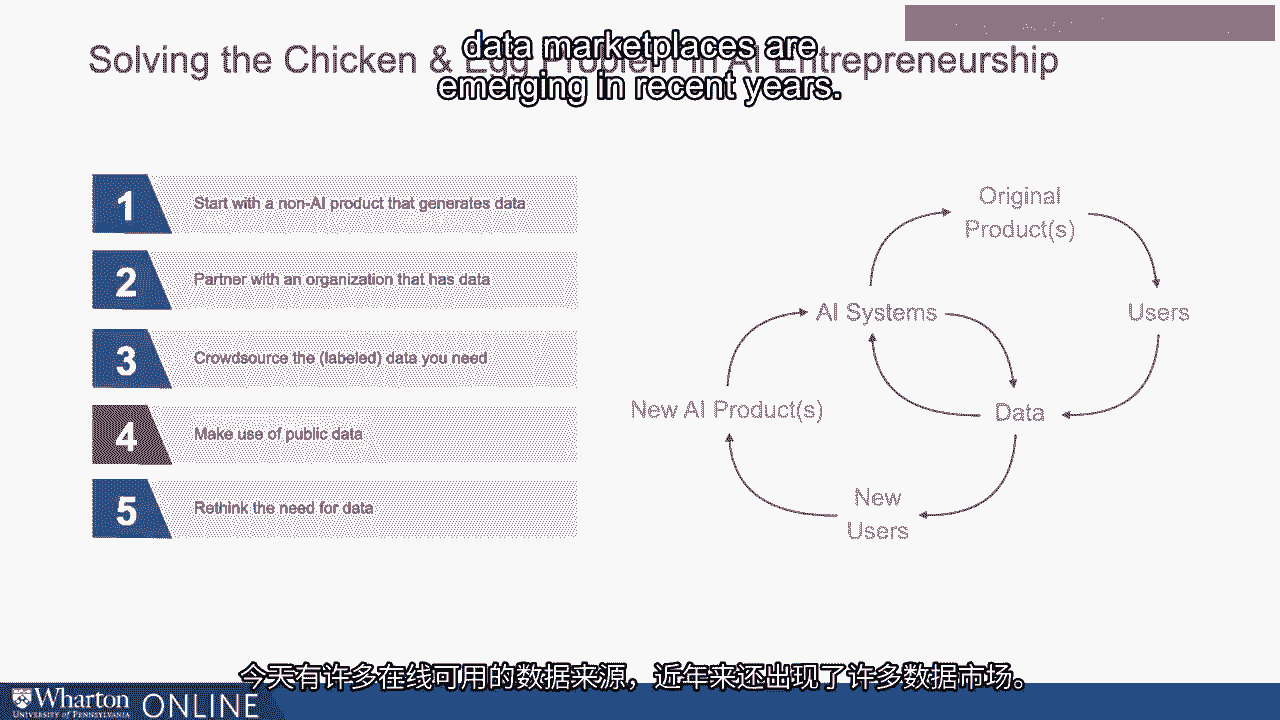 data marketplaces are
emerging in recent years.
Solving the Chicken & Egg Problem in AI Entrepreneurship
1
Start with a non-AI product that generates data
2
Partner with an organization that has data
3
Crowdsource the (labeled) data you need
4
Make use of public data
5
Rethink the need for data
Original
Product(s)
AI Systems
Users
New AI Product(s)
Data
New
Users
今天有许多在线可用的数据来源，近年来还出现了许多数据市场。
Wharton
UNIVERSITY of PENNSYLVANIA
ONLINE